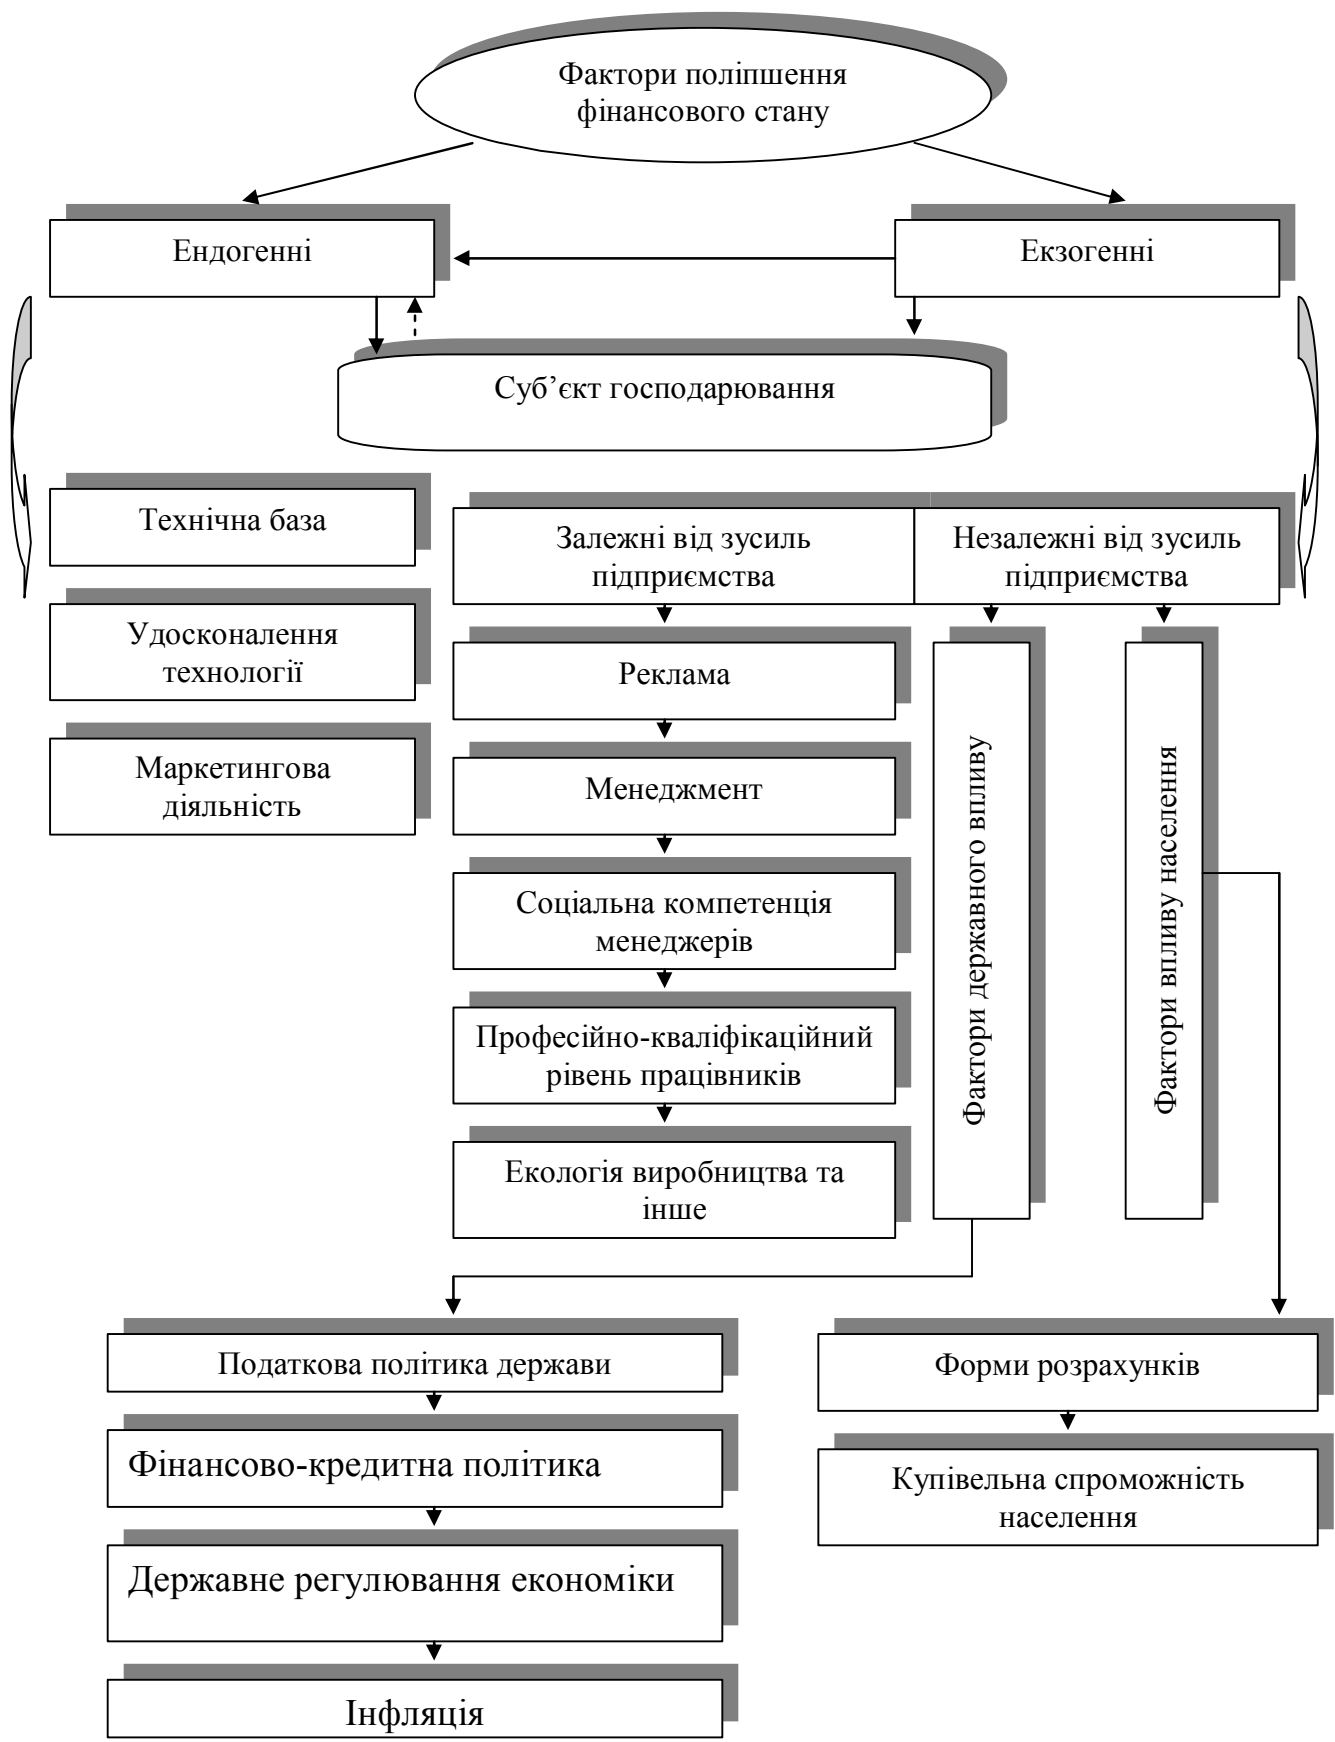 Фактори поліпшення
фінансового стану
Ендогенні
Екзогенні
Суб’єкт господарювання
Технічна база
Удосконалення
технології
Маркетингова
діяльність
Залежні від зусиль
підприємства
Незалежні від зусиль
підприємства
Реклама
Менеджмент
Соціальна компетенція
менеджерів
Професійно-кваліфікаційний
рівень працівників
Екологія виробництва та
інше
Фактори державного впливу
Фактори впливу населення
Податкова політика держави
Фінансово-кредитна політика
Державне регулювання економіки
Інфляція
Форми розрахунків
Купівельна спроможність
населення